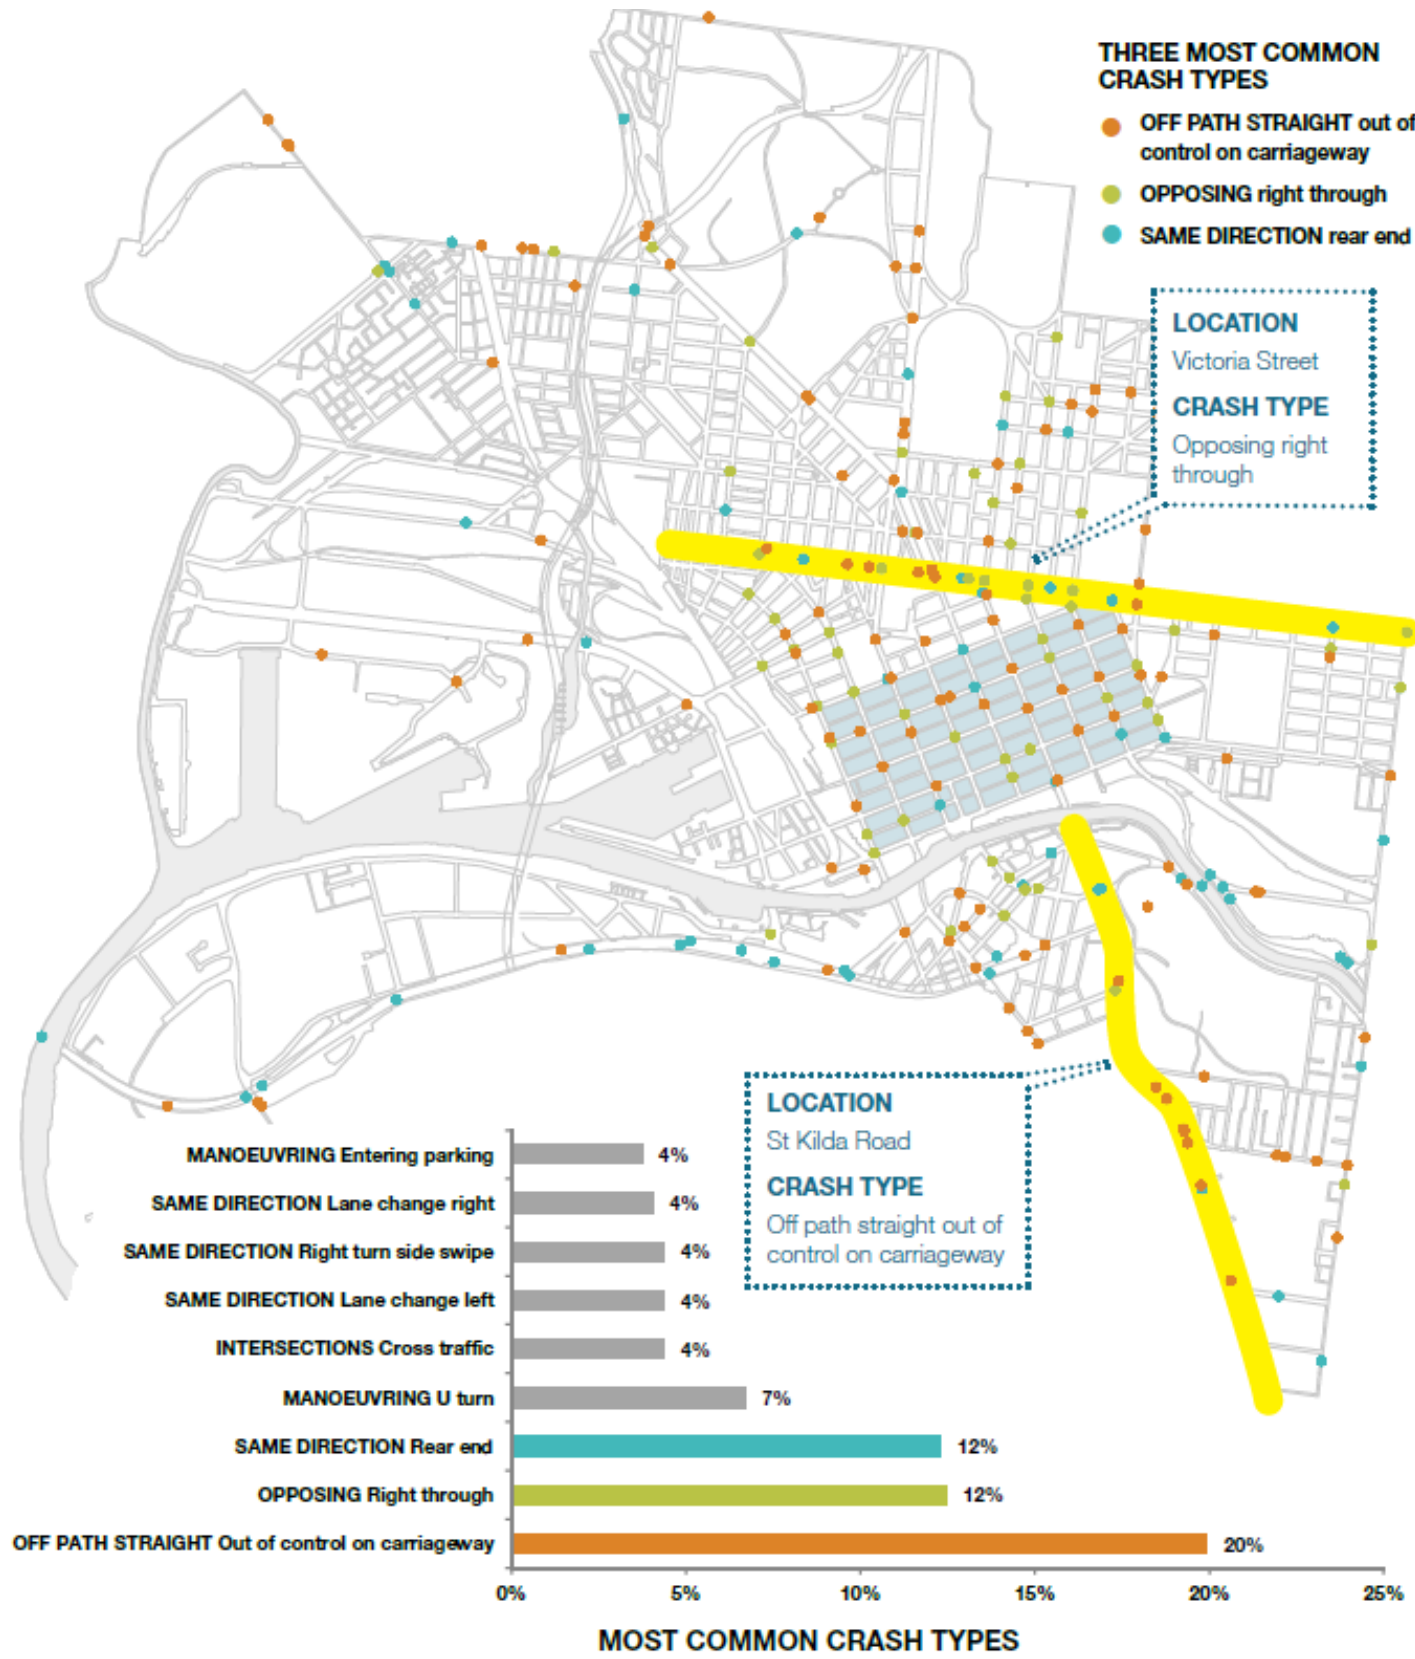 THREE MOST COMMON
CRASH TYPES
OFF PATH STRAIGHT out of
control on carriageway
OPPOSING right through
SAME DIRECTION rear end
LOCATION
Victoria Street
CRASH TYPE
Opposing right
through
LOCATION
St Kilda Road
CRASH TYPE
Off path straight out of
control on carriageway
MANOEUVRING Entering parking 4%
SAME DIRECTION Lane change right 4%
SAME DIRECTION Right turn side swipe 4%
SAME DIRECTION Lane change left 4%
INTERSECTIONS Cross traffic 4%
MANOEUVRING U turn 7%
SAME DIRECTION Rear end 12%
OPPOSING Right through 12%
OFF PATH STRAIGHT Out of control on carriageway 20%
0% 5% 10% 15% 20% 25%
MOST COMMON CRASH TYPES